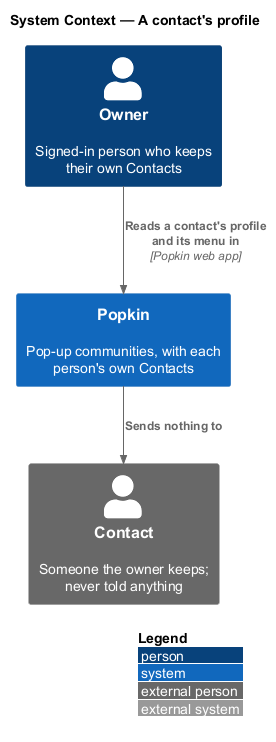 System Context — A contact's profile
Owner
Signed-in person who keeps
their own Contacts
Reads a contact's profile
and its menu in
[Popkin web app]
Popkin
Pop-up communities, with each
person's own Contacts
Sends nothing to
Contact
Someone the owner keeps;
never told anything
Legend
person
system
external person
external system